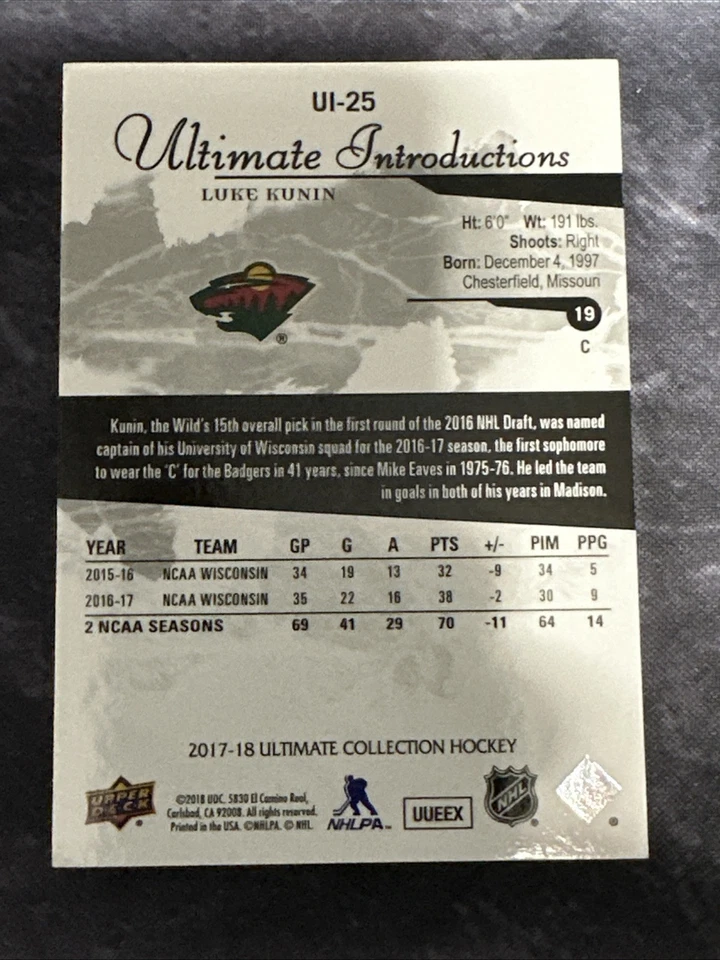 UI-25
Ultimate Introductions
LUKE KUNIN
Ht: 6'0" Wt: 191 lbs.
Shoots: Right
Born: December 4, 1997
Chesterfield, Missouri
19
C
Kunin, the Wild's 15th overall pick in the first round of the 2016 NHL Draft, was named
captain of his University of Wisconsin squad for the 2016-17 season, the first sophomore
to wear the 'C' for the Badgers in 41 years, since Mike Eaves in 1975-76. He led the team
in goals in both of his years in Madison.
YEAR TEAM GP G A PTS +/- PIM PPG
2015-16 NCAA WISCONSIN 34 19 13 32 -9 34 5
2016-17 NCAA WISCONSIN 35 22 16 38 -2 30 9
2 NCAA SEASONS 69 41 29 70 -11 64 14
2017-18 ULTIMATE COLLECTION HOCKEY
UPPER DECK
©2018 UDC. 5830 El Camino Real,
Carlsbad, CA 92008. All rights reserved.
Printed in the USA. ©NHLPA. © NHL.
NHLPA™
UUEEX
NHL